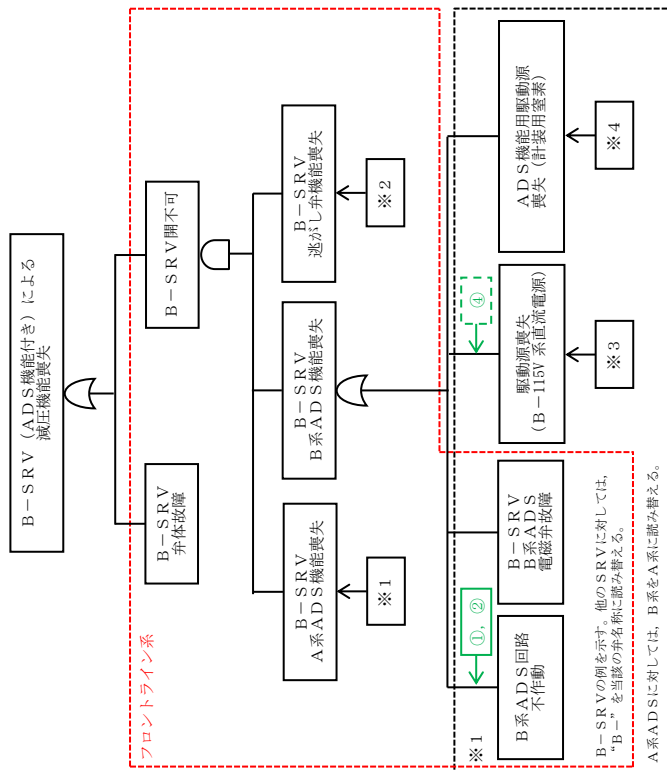 B-SRV(ADS機能付き)による
減圧機能喪失
フロントライン系
B-SRV
弁体故障
B-SRV開不可
B-SRV
A系ADS機能喪失
※1
B-SRV
B系ADS機能喪失
B-SRV
逃がし弁機能喪失
※2
※1
B系ADS回路
不作動
①,②
B-SRV
B系ADS
電磁弁故障
駆動源喪失
(B-115V系直流電源)
④
※3
ADS機能用駆動源
喪失(計装用窒素)
※4
B-SRVの例を示す。他のSRVに対しては,
“B-”を当該の弁名称に読み替える。
A系ADSに対しては,B系をA系に読み替える。